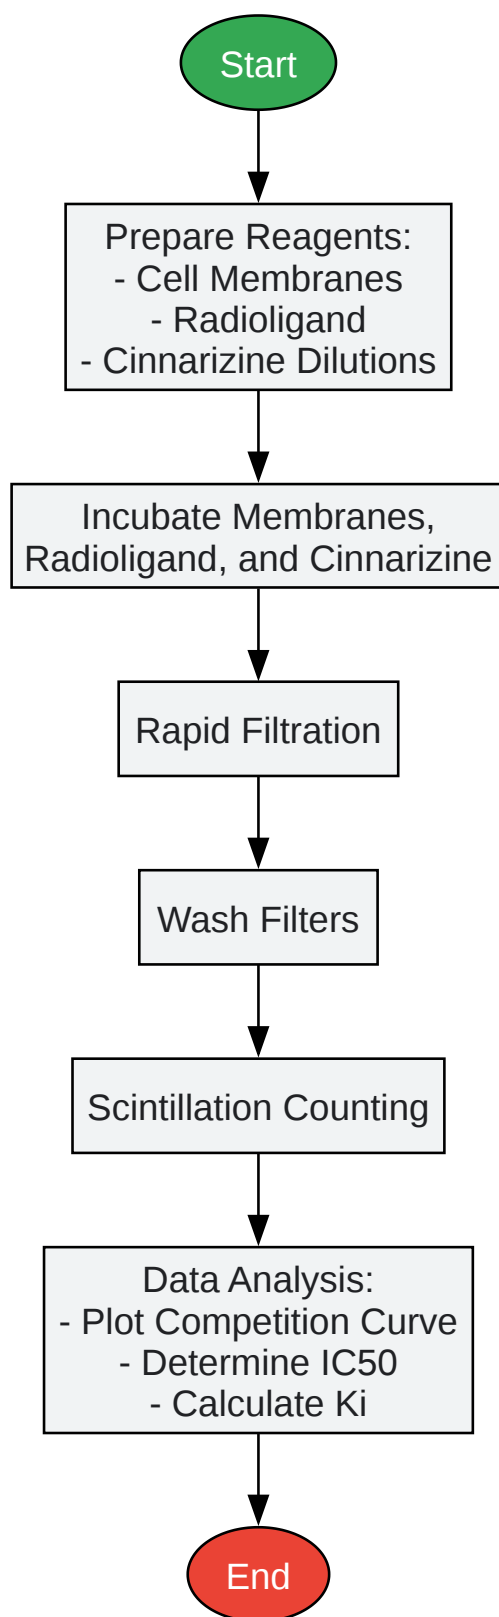 Start
Prepare Reagents:
- Cell Membranes
- Radioligand
- Cinnarizine Dilutions
Incubate Membranes,
Radioligand, and Cinnarizine
Rapid Filtration
Wash Filters
Scintillation Counting
Data Analysis:
- Plot Competition Curve
- Determine IC50
- Calculate Ki
End